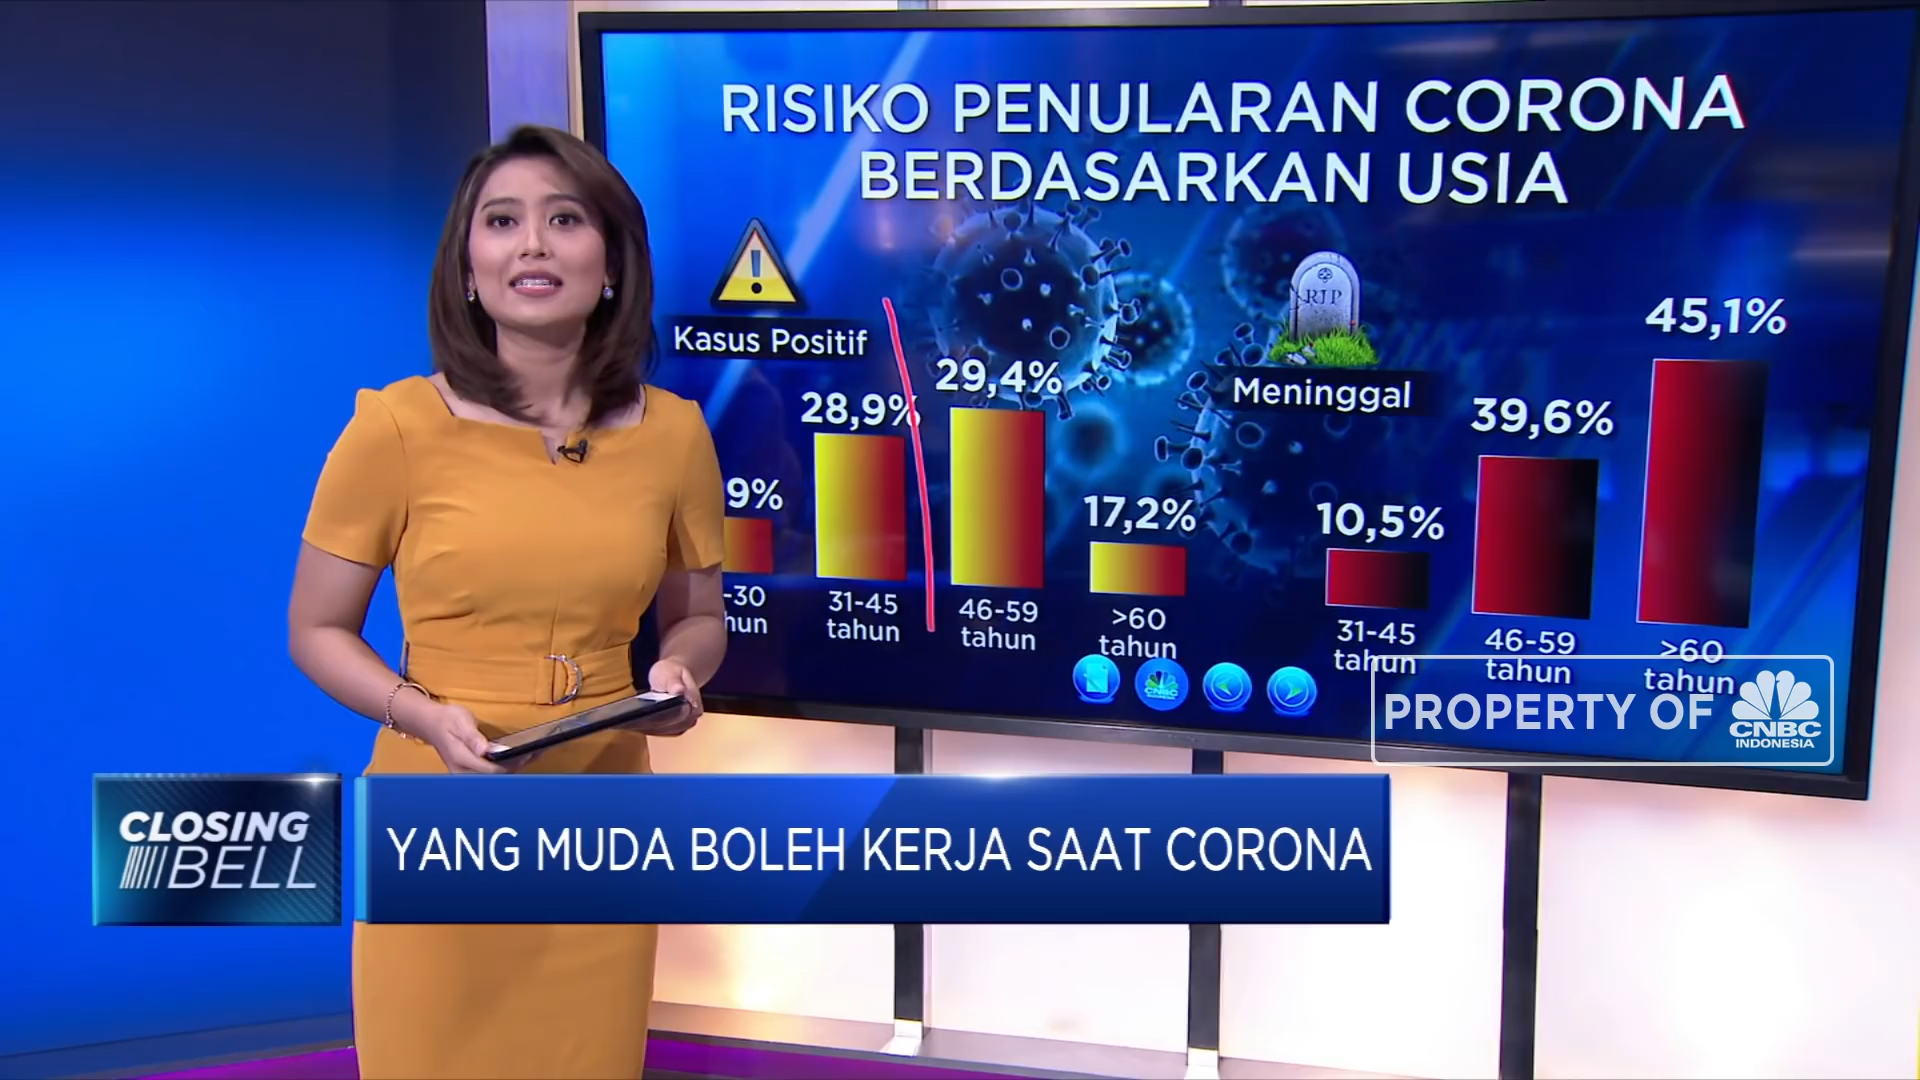 RISIKO PENULARAN CORONA
BERDASARKAN USIA
Kasus Positif
9%
28,9%
29,4%
17,2%
-30
hun
31-45
tahun
46-59
tahun
>60
tahun
RIP
Meninggal
10,5%
39,6%
45,1%
31-45
tahun
46-59
tahun
>60
tahun
CNBC
PROPERTY OF
CNBC
INDONESIA
CLOSING
BELL
YANG MUDA BOLEH KERJA SAAT CORONA